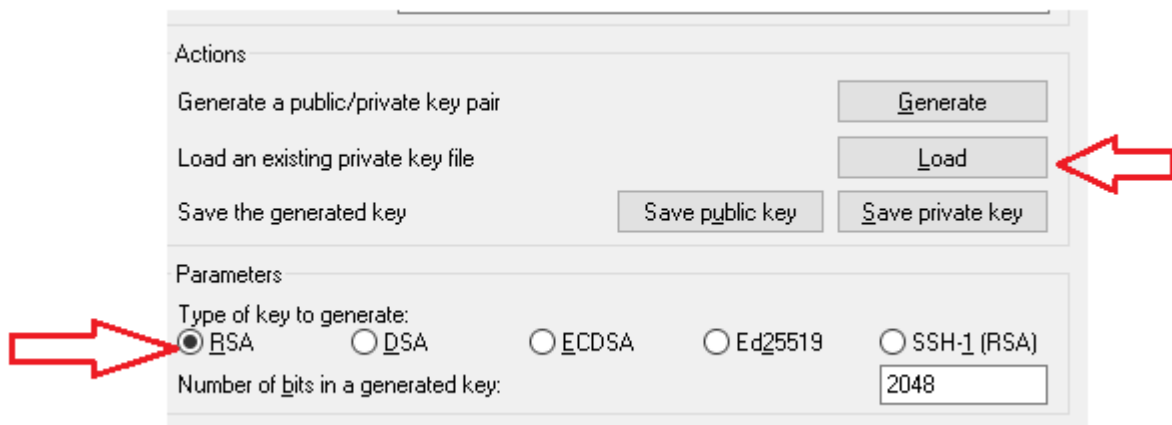 Actions
Generate a public/private key pair Generate
Load an existing private key file Load
Save the generated key Save public key Save private key
Parameters
Type of key to generate:
RSA DSA ECDSA Ed25519 SSH-1 (RSA)
Number of bits in a generated key: 2048